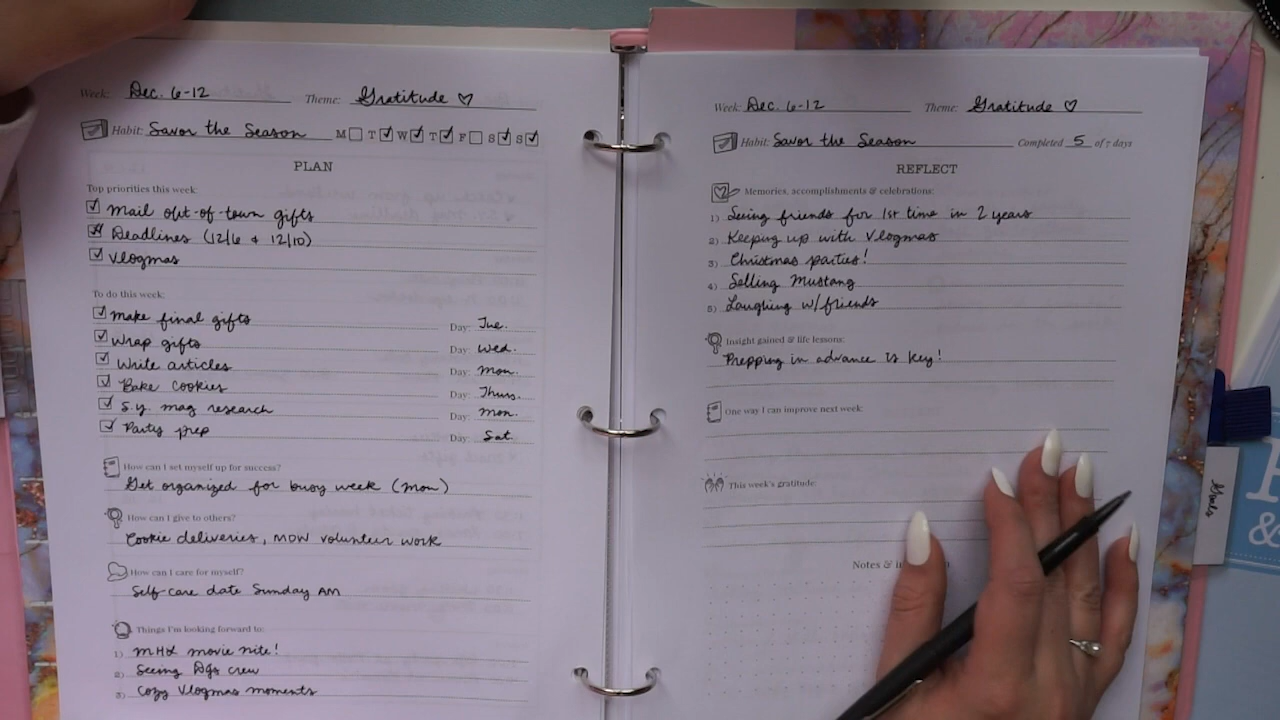 Week: Dec. 6-12 Theme: Gratitude ♡
Habit: Savor the Season M T W T F S S
PLAN
Top priorities this week:
Mail out-of-town gifts
Deadlines (12/6 & 12/10)
Vlogmas
To do this week:
Make final gifts Day: Tue.
Wrap gifts Day: Wed.
Write articles Day: Mon.
Bake cookies Day: Thurs.
S.Y. mag research Day: Mon.
Party prep Day: Sat.
How can I set myself up for success?
Get organized for busy week (Mon)
How can I give to others?
Cookie deliveries, MOW volunteer work
How can I care for myself?
Self-care date Sunday AM
Things I'm looking forward to:
1) movie nite!
2) Seeing crew
3) Cozy Vlogmas moments
Week: Dec. 6-12 Theme: Gratitude ♡
Habit: Savor the Season Completed 5 of 7 days
REFLECT
Memories, accomplishments & celebrations:
1) Seeing friends for 1st time in 2 years
2) Keeping up with Vlogmas
3) Christmas parties!
4) Selling Mustang
5) Laughing w/friends
Insight gained & life lessons:
Prepping in advance is key!
One way I can improve next week:
This week's gratitude:
Notes &
Goals
&